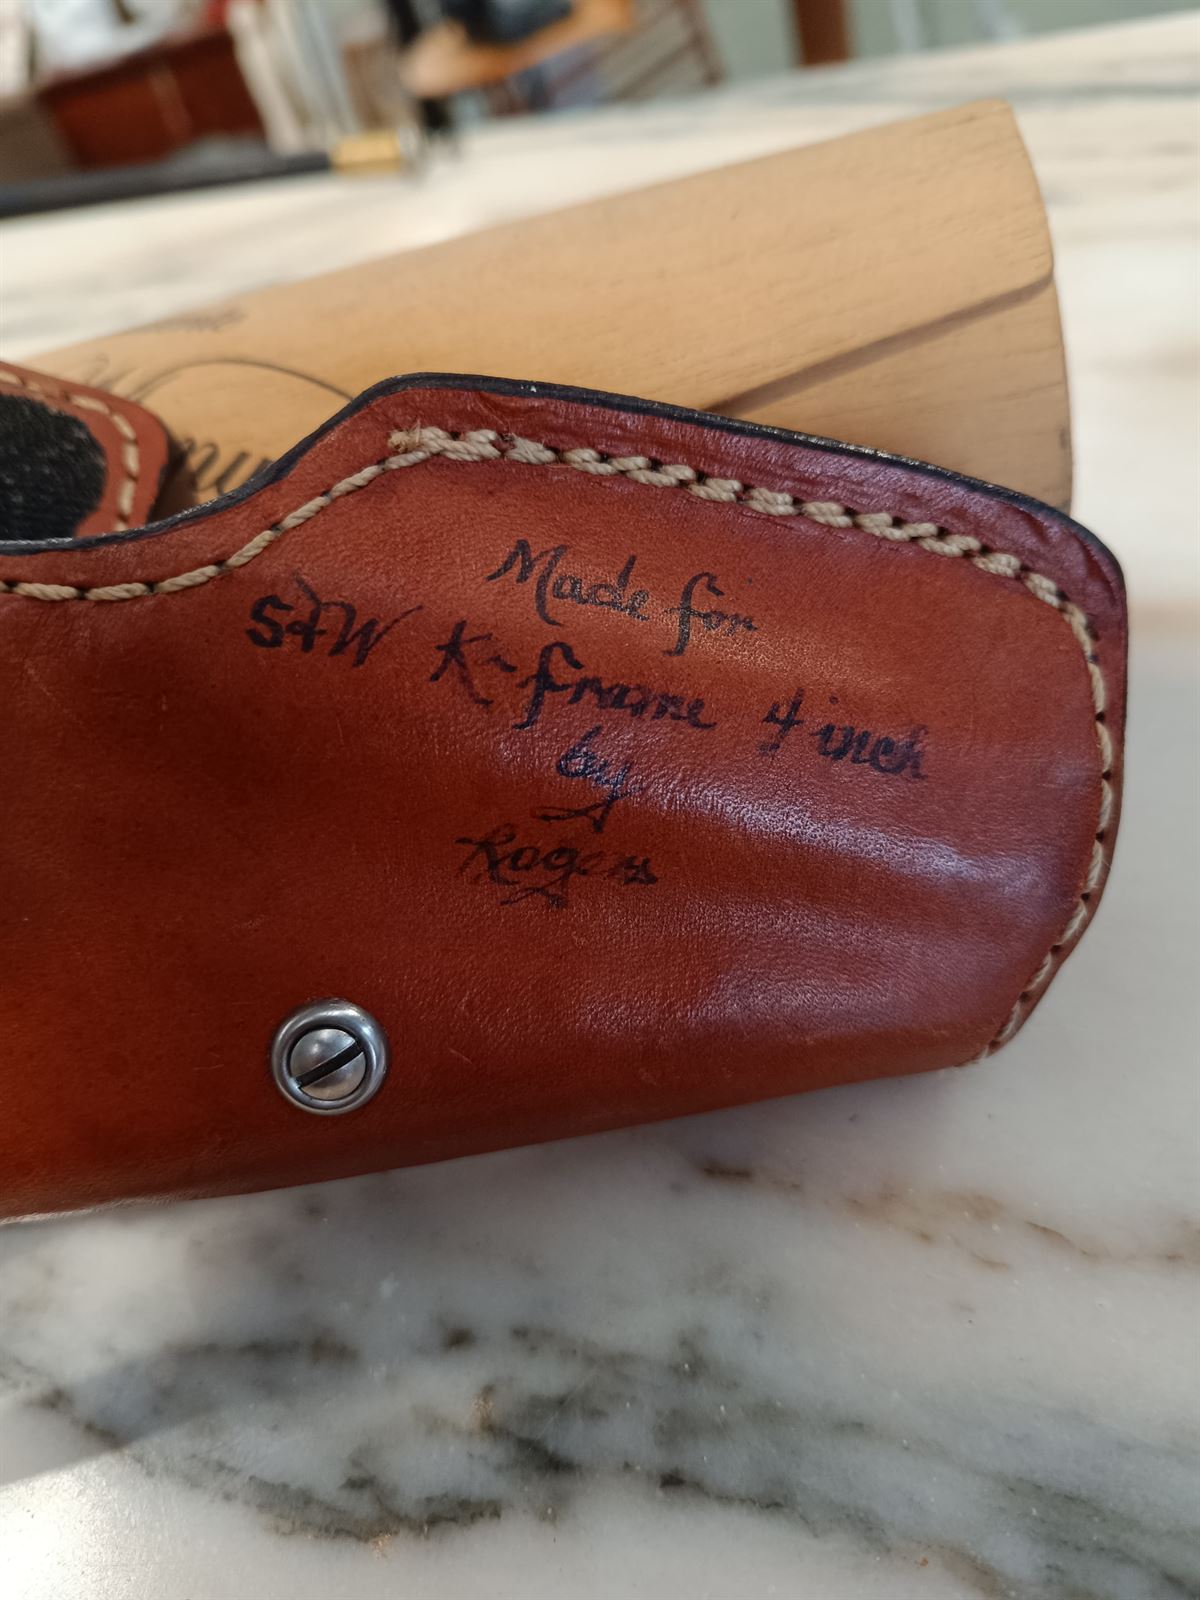 Made for
S&W K-frame 4 inch
by
Rogers